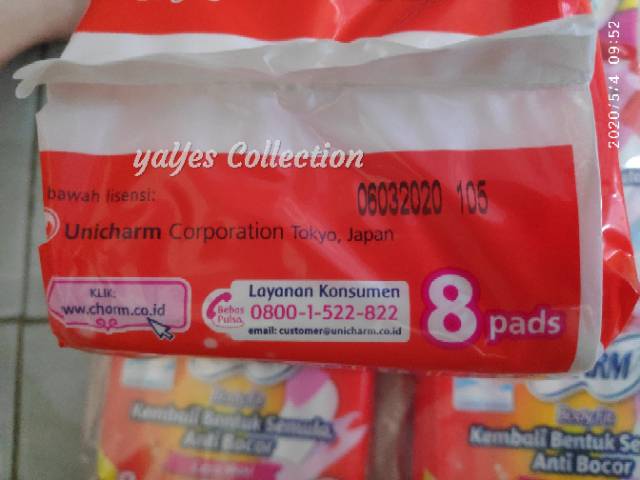 2020/5/4 09:52
yaYes Collection
bawah lisensi:
06032020 105
Unicharm Corporation Tokyo, Japan
KLIK:
www.charm.co.id
Bebas
Pulsa
Layanan Konsumen
0800-1-522-822
email: customer@unicharm.co.id
8 pads
Bodyfit
Kembali Bentuk Semula,
Anti Bocor
Bodyfit
Kembali Bentuk Se
Anti Bocor